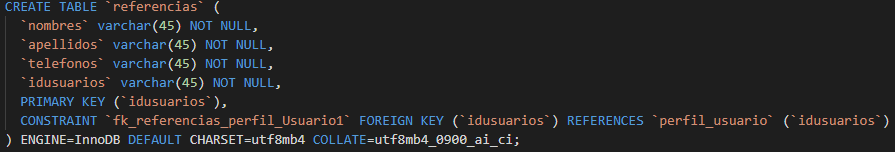 CREATE TABLE `referencias` (
  `nombres` varchar(45) NOT NULL,
  `apellidos` varchar(45) NOT NULL,
  `telefonos` varchar(45) NOT NULL,
  `idusuarios` varchar(45) NOT NULL,
  PRIMARY KEY (`idusuarios`),
  CONSTRAINT `fk_referencias_perfil_Usuario1` FOREIGN KEY (`idusuarios`) REFERENCES `perfil_usuario` (`idusuarios`)
) ENGINE=InnoDB DEFAULT CHARSET=utf8mb4 COLLATE=utf8mb4_0900_ai_ci;